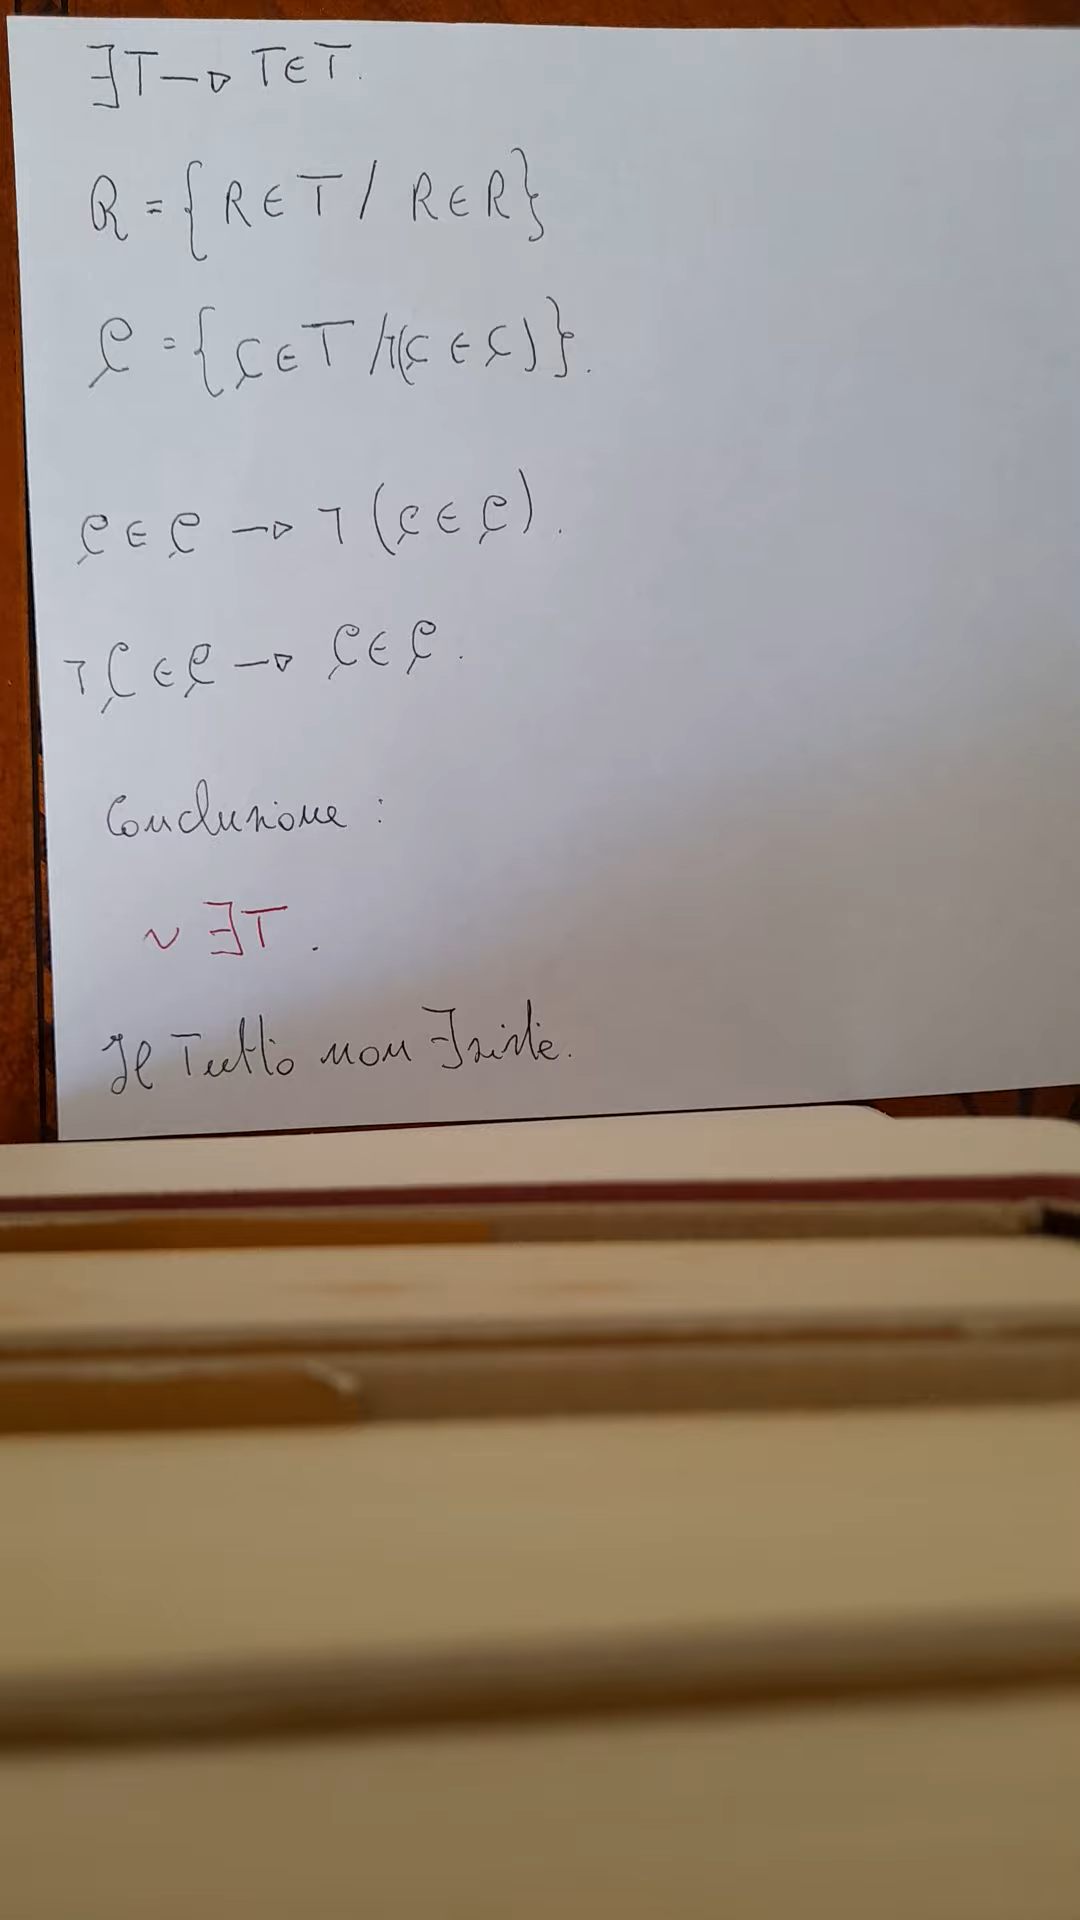 ∃T → T∈T.
R = {R∈T / R∈R}
ρ = {ρ∈T / ¬(ρ∈ρ)}.
ρ∈ρ → ¬(ρ∈ρ).
¬ρ∈ρ → ρ∈ρ.
Conclusione:
~∃T.
Il Tutto non Esiste.